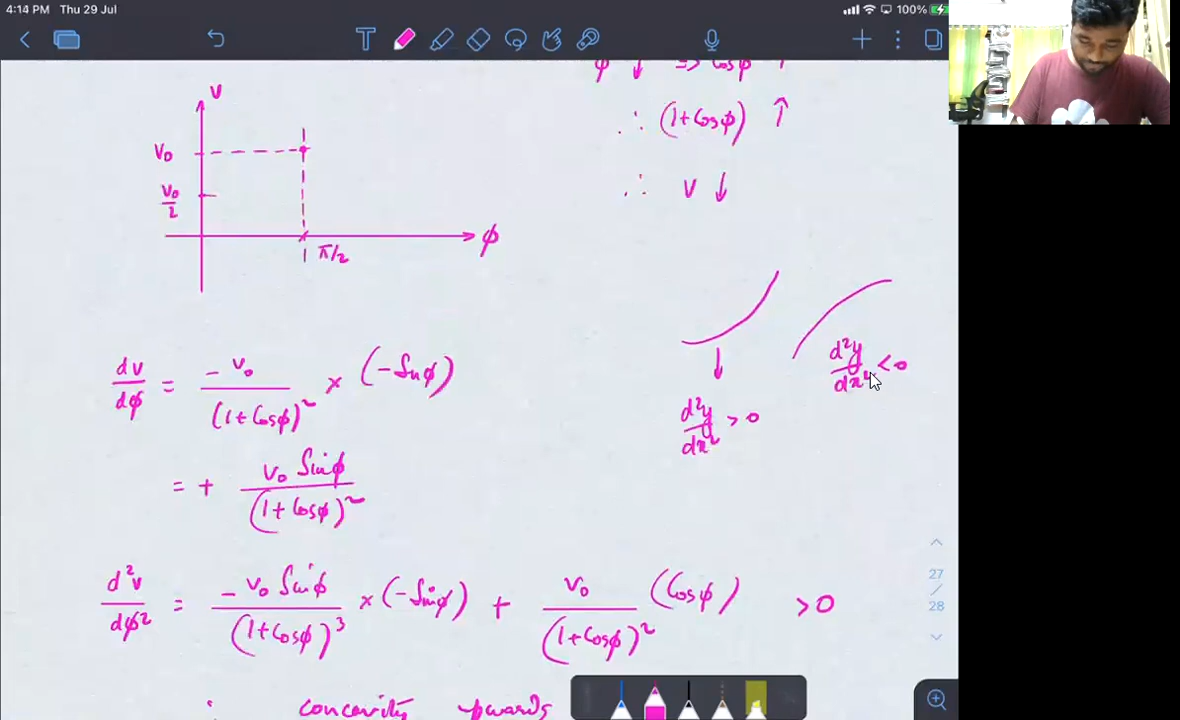 4:14 PM Thu 29 Jul
100%
T
φ ↓ => Cosφ ↑
∴ (1+Cosφ) ↑
∴ v ↓
v
v₀
v₀/2
π/2
φ
dv/dφ = -v₀/(1+Cosφ)² × (-Sinφ)
= + v₀ Sinφ/(1+Cosφ)²
d²y/dx² > 0
d²y/dx² < 0
d²v/dφ² = -v₀ Sinφ/(1+Cosφ)³ × (-Sinφ) + v₀/(1+Cosφ)² (Cosφ) >0
∴ concavity upwards
27
/
28